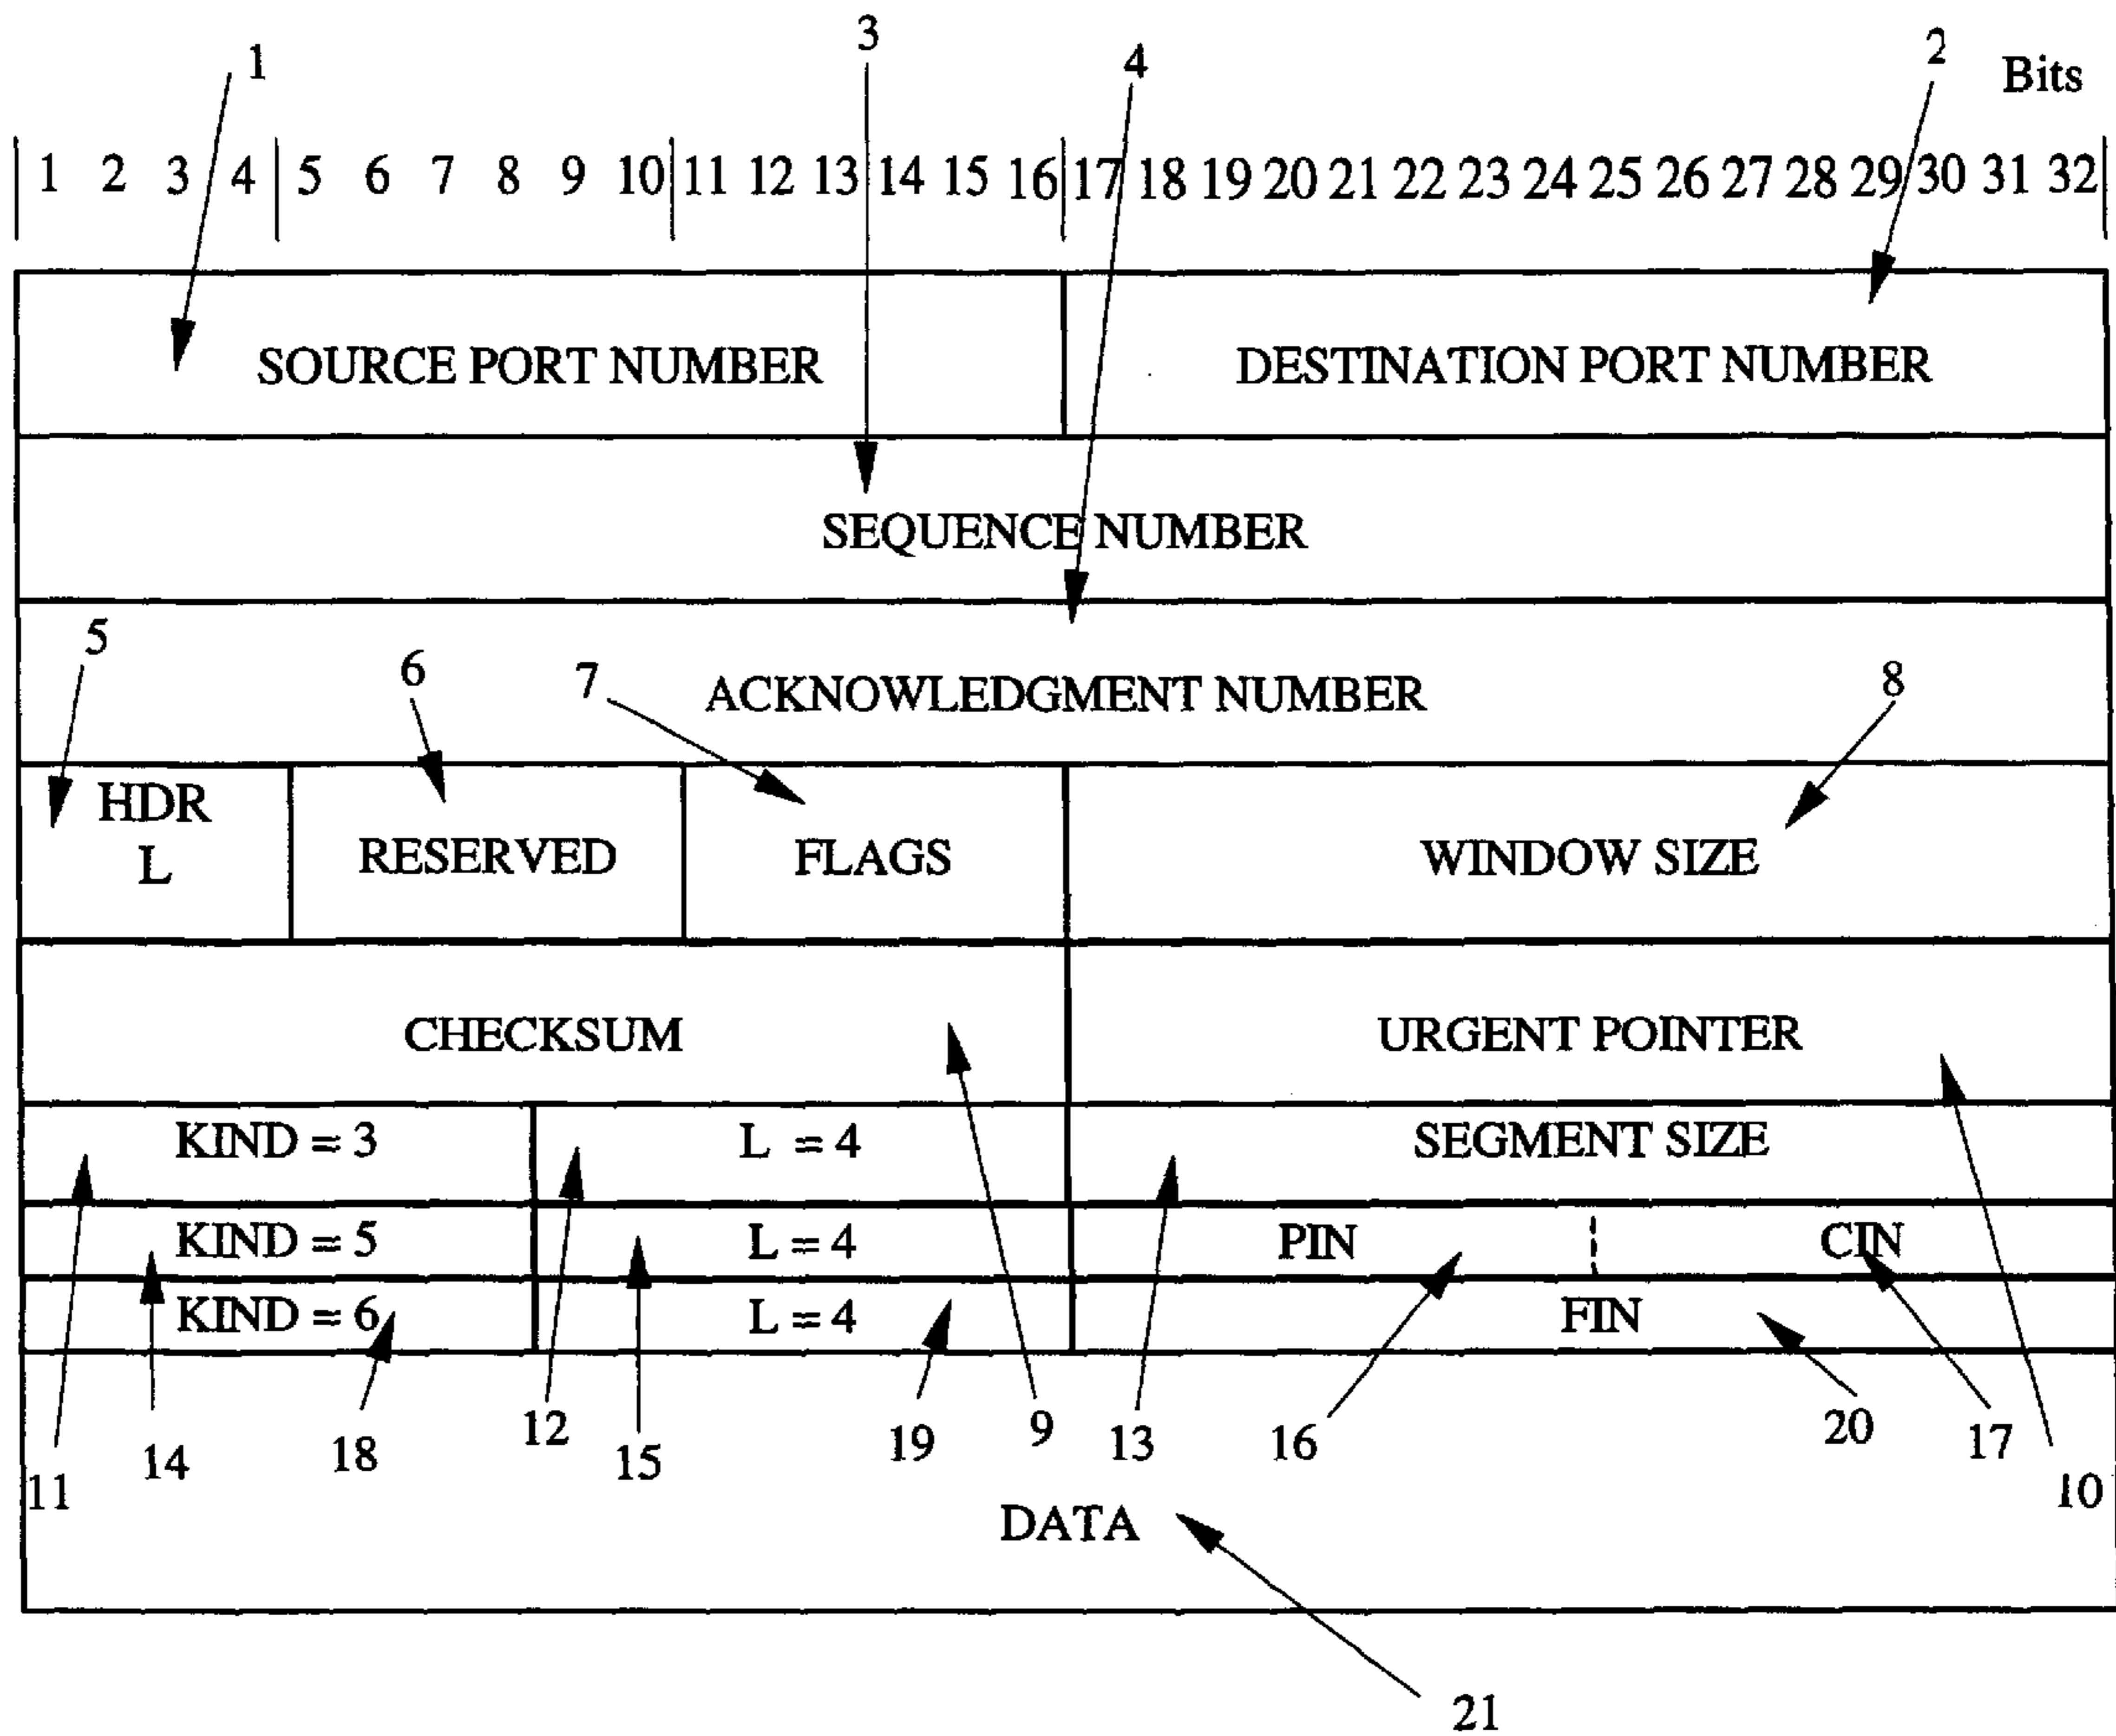 3
1
4
2
Bits
1 2 3 4 5 6 7 8 9 10 11 12 13 14 15 16 17 18 19 20 21 22 23 24 25 26 27 28 29 30 31 32
SOURCE PORT NUMBER
DESTINATION PORT NUMBER
SEQUENCE NUMBER
5
6
7
ACKNOWLEDGMENT NUMBER
8
HDR
L
RESERVED
FLAGS
WINDOW SIZE
CHECKSUM
URGENT POINTER
KIND = 3
L = 4
SEGMENT SIZE
KIND = 5
L = 4
PIN
CIN
KIND = 6
L = 4
FIN
11
14
18
12
15
19
9
13
16
20
17
10
DATA
21